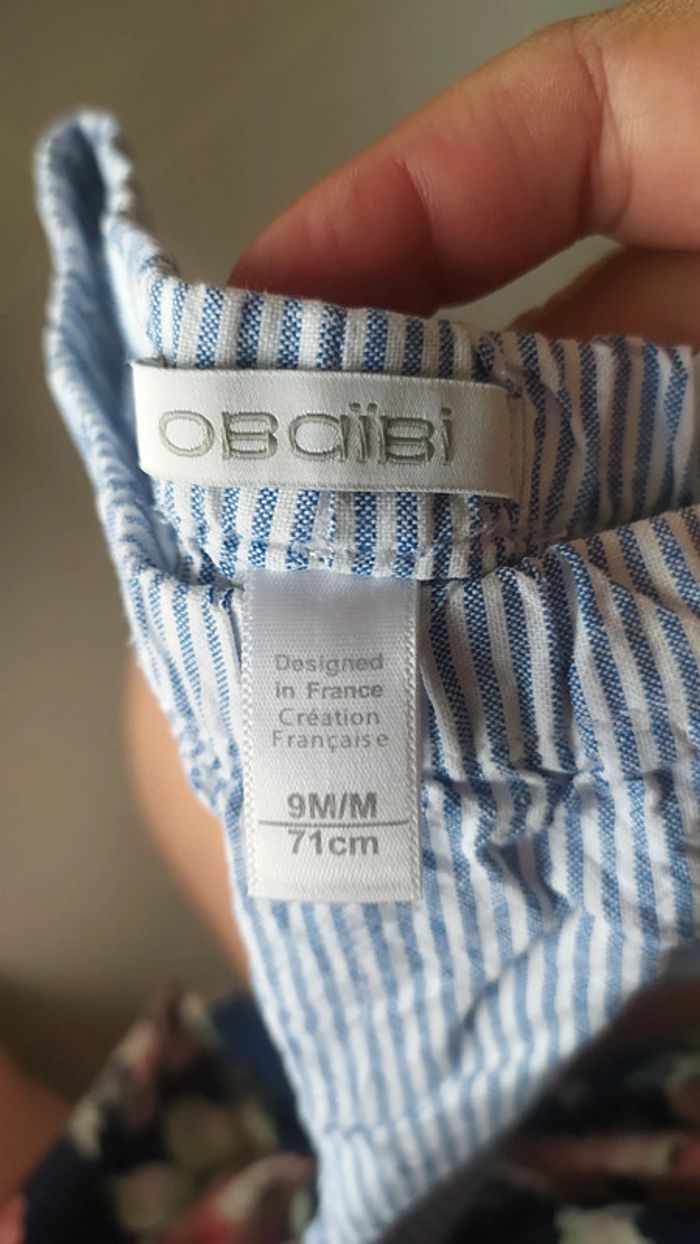 OBaïBi
Designed
in France
Création
Française
9M/M
71cm